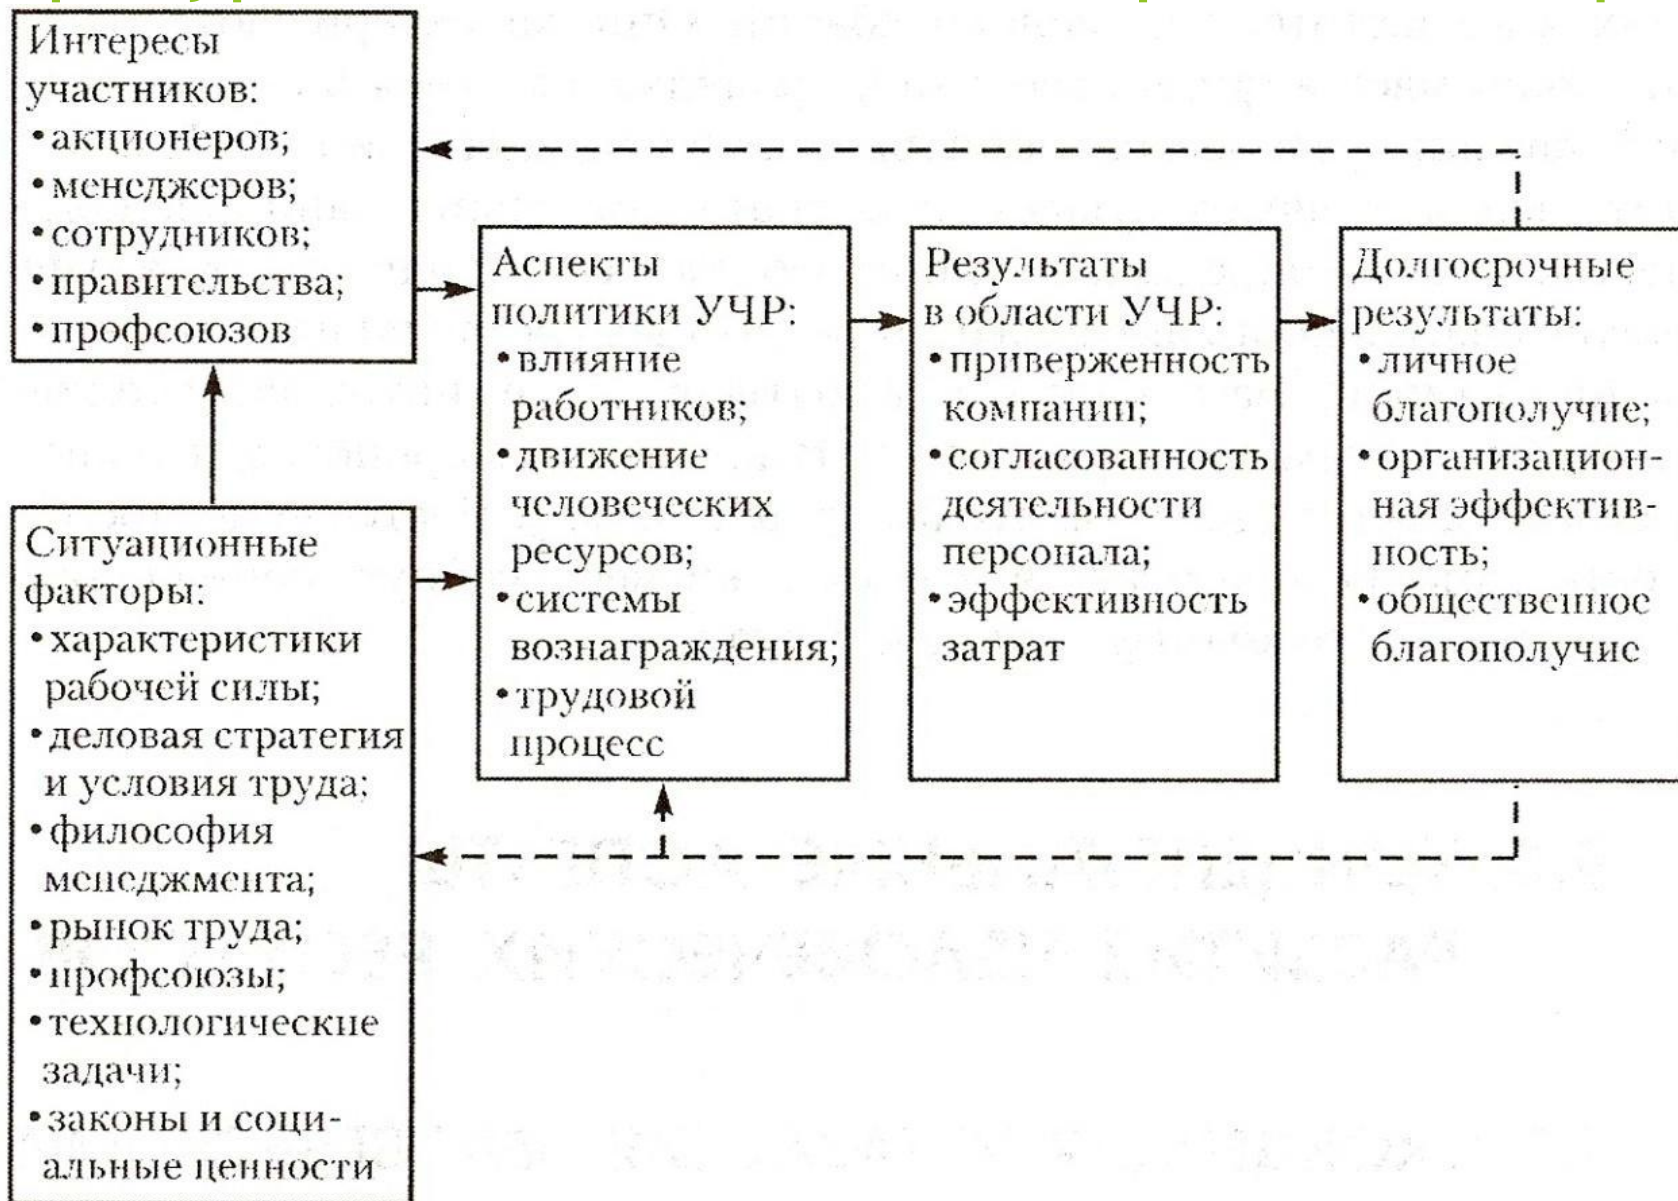 Интересы
участников:
•акционеров;
•менеджеров;
•сотрудников;
•правительства;
•профсоюзов
Ситуационные
факторы:
•характеристики
рабочей силы;
•деловая стратегия
и условия труда;
•философия
менеджмента;
•рынок труда;
•профсоюзы;
•технологические
задачи;
•законы и соци-
альные ценности
Аспекты
политики УЧР:
•влияние
работников;
•движение
человеческих
ресурсов;
•системы
вознаграждения;
•трудовой
процесс
Результаты
в области УЧР:
•приверженность
компании;
•согласованность
деятельности
персонала;
•эффективность
затрат
Долгосрочные
результаты:
•личное
благополучие;
•организацион-
ная эффектив-
ность;
•общественное
благополучие